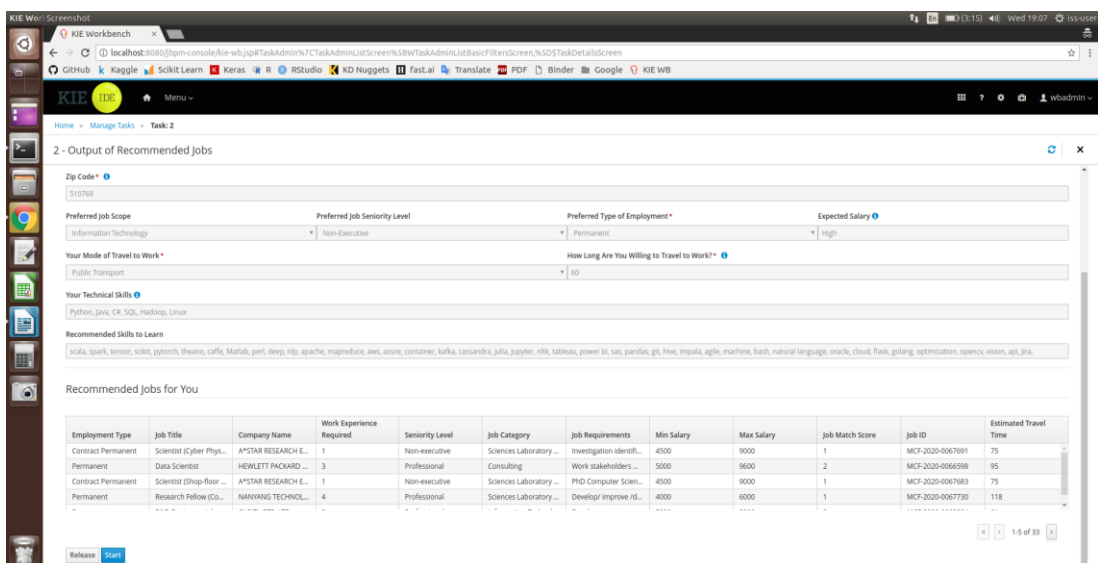 KIE Wor Screenshot
En (3:15) Wed 19:07 iss-user
KIE Workbench
localhost:8080/jbpm-console/kie-wb.jsp#TaskAdmin%7CTaskAdminListScreen%5BWTaskAdminListBasicFiltersScreen,%5D$TaskDetailsScreen
GitHub Kaggle Scikit Learn Keras R RStudio KD Nuggets fast.ai Translate PDF Binder Google KIE WB
KIE IDE Menu wbadmin
Home » Manage Tasks » Task: 2
2 - Output of Recommended Jobs
Zip Code *
510769
Preferred Job Scope Preferred Job Seniority Level Preferred Type of Employment * Expected Salary
Information Technology Non-Executive Permanent High
Your Mode of Travel to Work * How Long Are You Willing to Travel to Work? *
Public Transport 60
Your Technical Skills
Python, Java, C#, SQL, Hadoop, Linux
Recommended Skills to Learn
scala, spark, tensor, scikit, pytorch, theano, caffe, Matlab, perl, deep, nlp, apache, mapreduce, aws, azure, container, kafka, cassandra, julia, jupyter, nltk, tableau, power bi, sas, pandas, git, hive, impala, agile, machine, bash, natural language, oracle, cloud, flask, golang, optimization, opencv, vision, api, jira,
Recommended Jobs for You
Employment Type Job Title Company Name Work Experience Required Seniority Level Job Category Job Requirements Min Salary Max Salary Job Match Score Job ID Estimated Travel Time
Contract Permanent Scientist (Cyber Phys... A*STAR RESEARCH E... 1 Non-executive Sciences Laboratory ... Investigation identifi... 4500 9000 1 MCF-2020-0067691 75
Permanent Data Scientist HEWLETT PACKARD ... 3 Professional Consulting Work stakeholders ... 5000 9600 2 MCF-2020-0066598 95
Contract Permanent Scientist (Shop-floor ... A*STAR RESEARCH E... 1 Non-executive Sciences Laboratory ... PhD Computer Scien... 4500 9000 1 MCF-2020-0067683 75
Permanent Research Fellow (Co... NANYANG TECHNOL... 4 Professional Sciences Laboratory ... Develop/ improve /d... 4000 6000 1 MCF-2020-0067730 118
1-5 of 33
Release Start